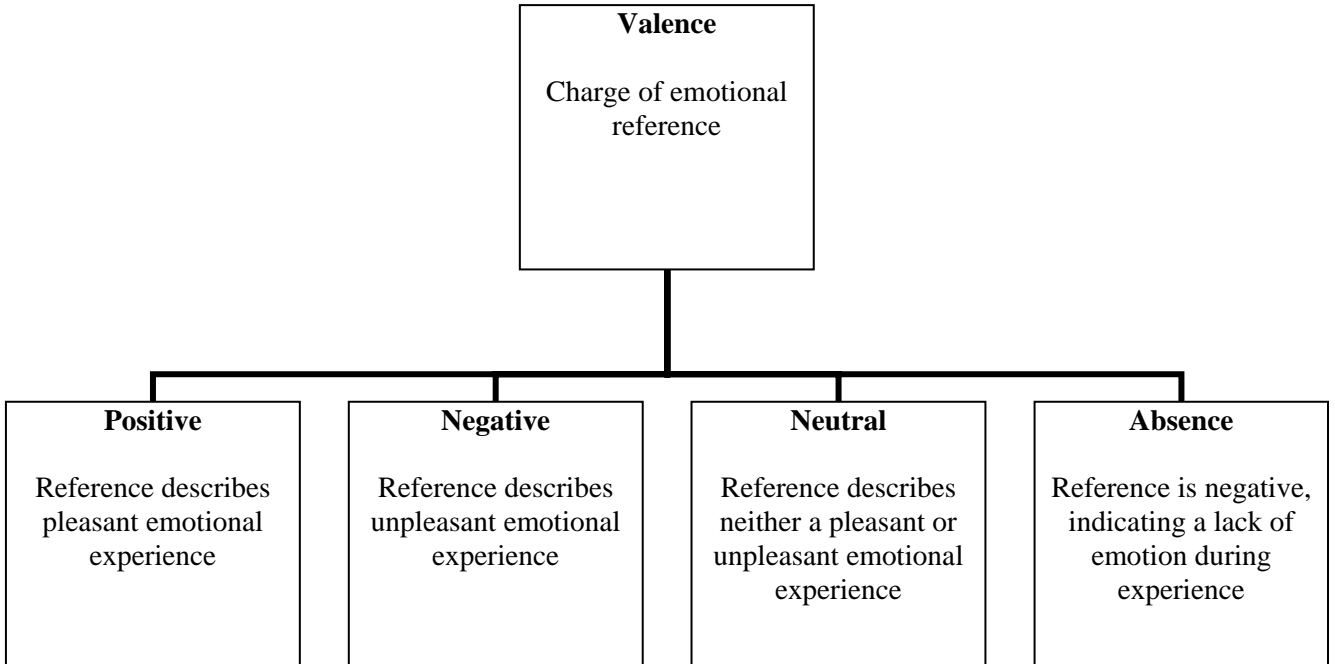 Valence
Charge of emotional
reference
Positive
Reference describes
pleasant emotional
experience
Negative
Reference describes
unpleasant emotional
experience
Neutral
Reference describes
neither a pleasant or
unpleasant emotional
experience
Absence
Reference is negative,
indicating a lack of
emotion during
experience